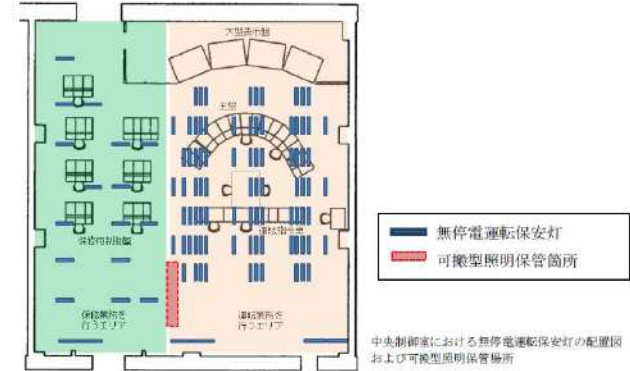 大型表示盤
主盤
運転指令卓
保修用制御盤
保修業務を
行うエリア
運転業務を
行うエリア
無停電運転保安灯
可搬型照明保管箇所
中央制御室における無停電運転保安灯の配置図
および可搬型照明保管場所